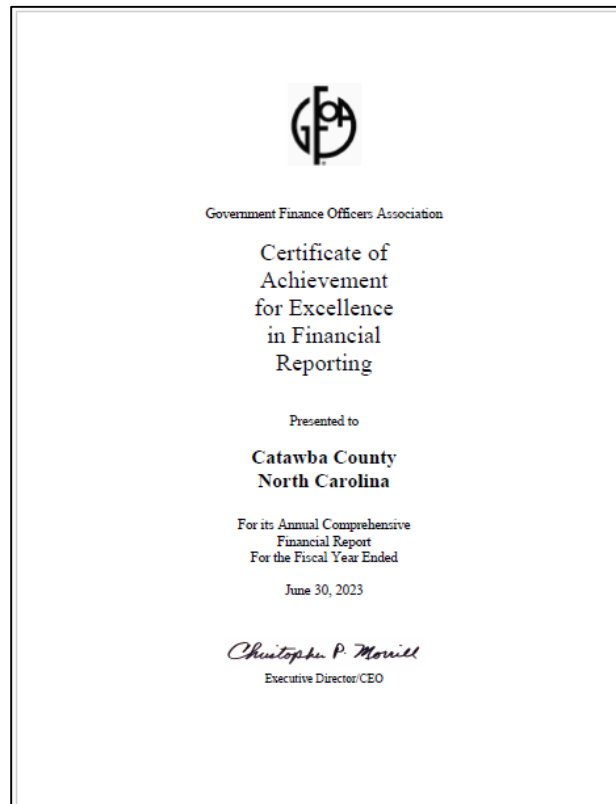 GFOA
Government Finance Officers Association
Certificate of
Achievement
for Excellence
in Financial
Reporting
Presented to
Catawba County
North Carolina
For its Annual Comprehensive
Financial Report
For the Fiscal Year Ended
June 30, 2023
Christopher P. Morrill
Executive Director/CEO